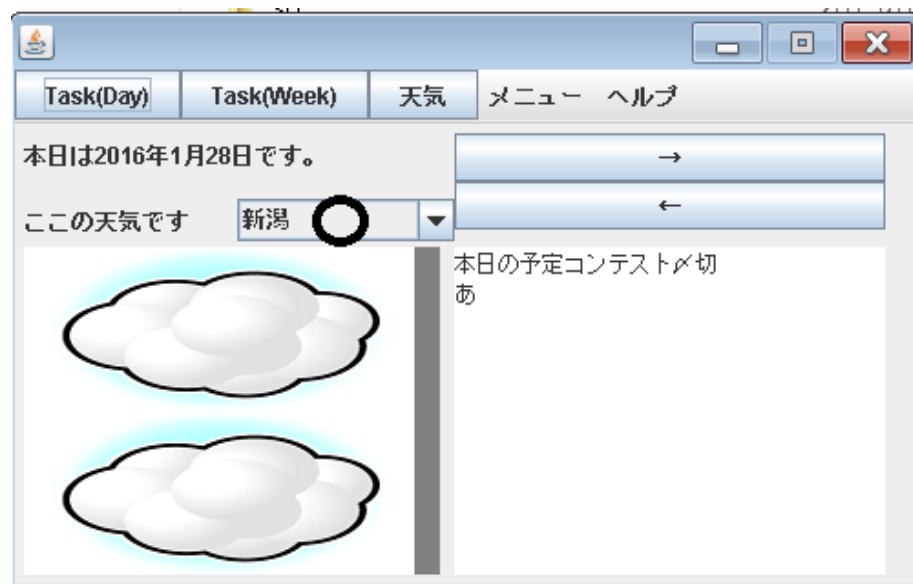 Task(Day) Task(Week) 天気 メニュー ヘルプ
本日は2016年1月28日です。
→
ここの天気です 新潟
←
本日の予定コンテスト〆切
あ